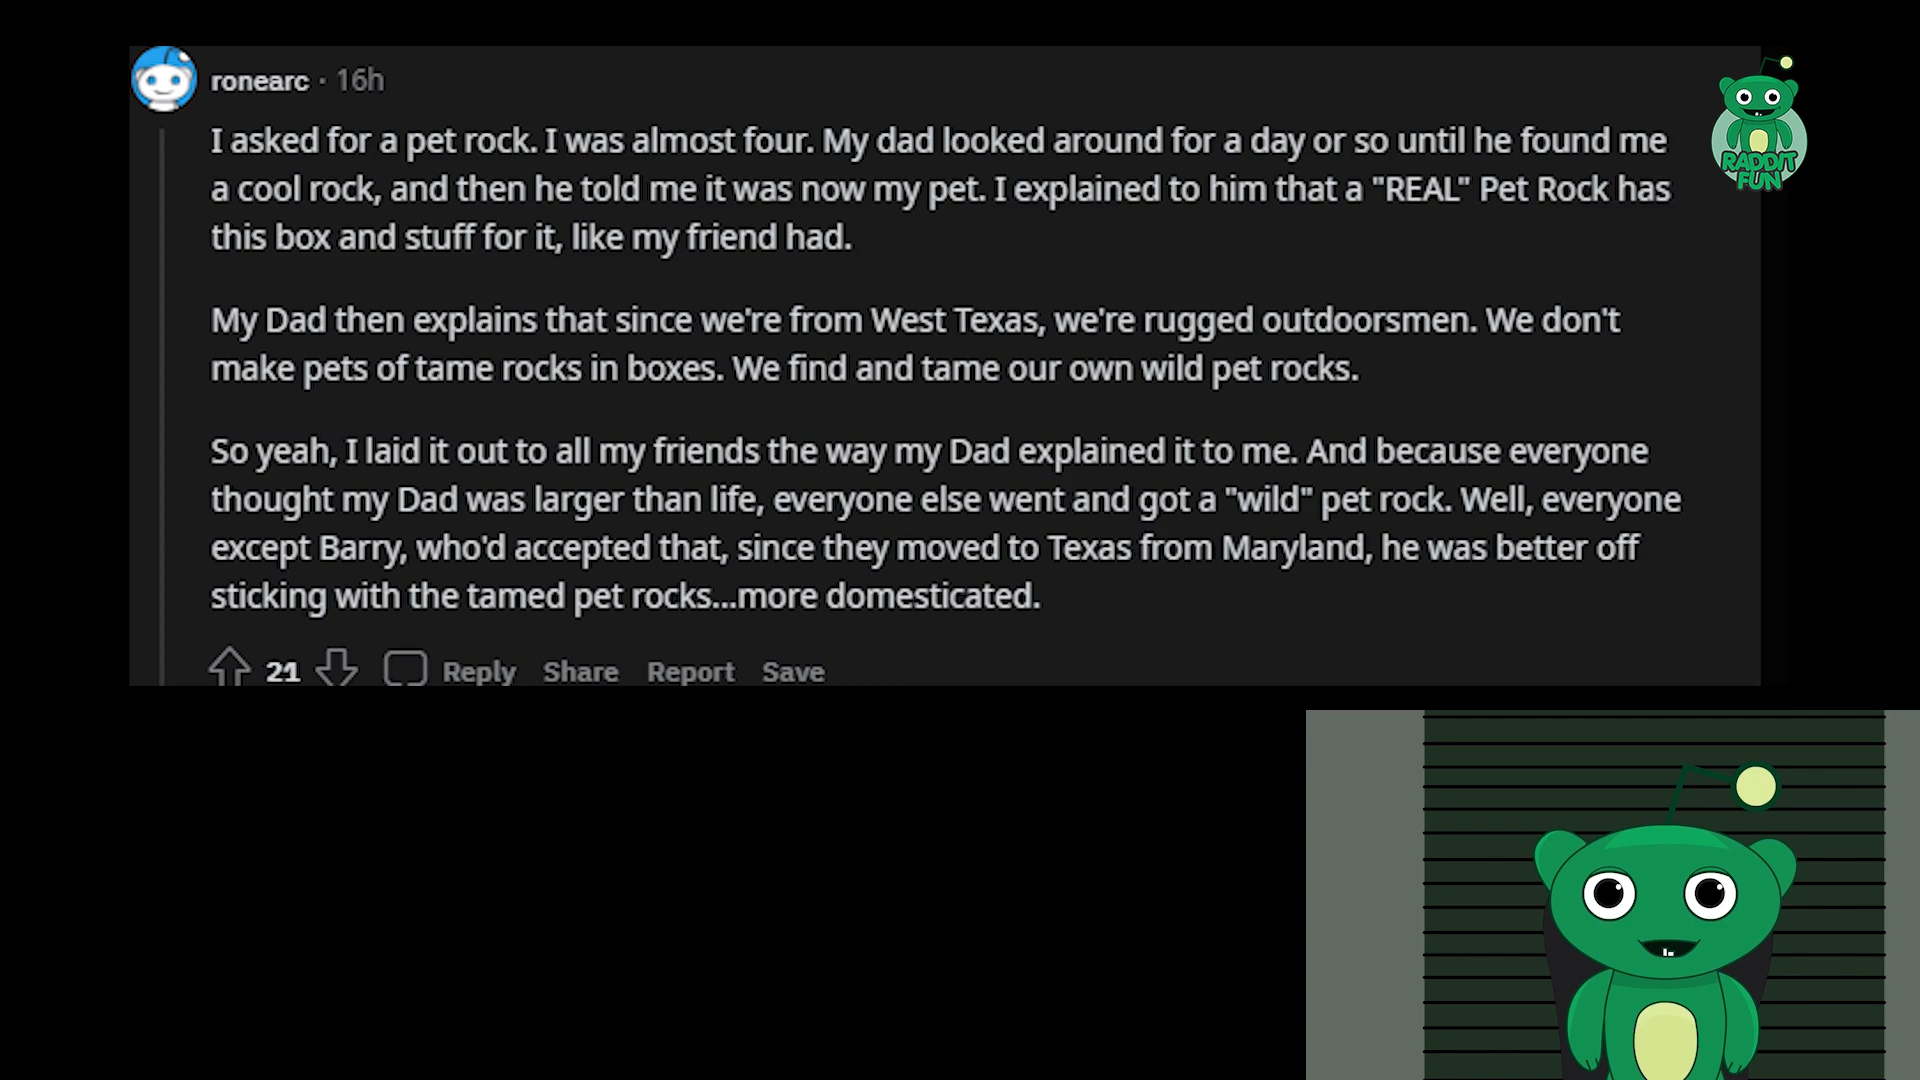 ronearc · 16h
I asked for a pet rock. I was almost four. My dad looked around for a day or so until he found me
a cool rock, and then he told me it was now my pet. I explained to him that a "REAL" Pet Rock has
this box and stuff for it, like my friend had.
My Dad then explains that since we're from West Texas, we're rugged outdoorsmen. We don't
make pets of tame rocks in boxes. We find and tame our own wild pet rocks.
So yeah, I laid it out to all my friends the way my Dad explained it to me. And because everyone
thought my Dad was larger than life, everyone else went and got a "wild" pet rock. Well, everyone
except Barry, who'd accepted that, since they moved to Texas from Maryland, he was better off
sticking with the tamed pet rocks...more domesticated.
21 Reply Share Report Save
RADDIT
FUN